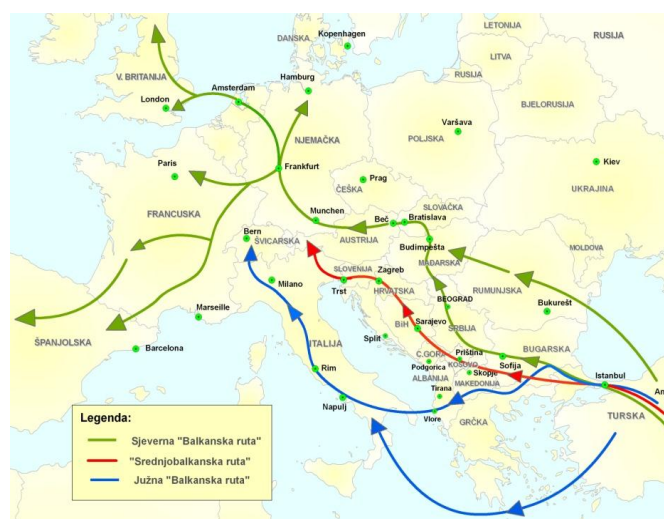 LETONIJA
RUSIJA
DANSKA
Kopenhagen
LITVA
RUSIJA
V. BRITANIJA
Amsterdam
Hamburg
BJELORUSIJA
London
NJEMAČKA
Varšava
POLJSKA
Paris
Frankfurt
Prag
ČEŠKA
Kiev
UKRAJINA
SLOVAČKA
FRANCUSKA
Munchen
Beč
Bratislava
Bern
ŠVICARSKA
AUSTRIJA
Budimpešta
MOLDOVA
MAĐARSKA
SLOVENIJA
Zagreb
Milano
Trst
HRVATSKA
RUMUNJSKA
BEOGRAD
Bukurešt
Marseille
BiH
Sarajevo
SRBIJA
ŠPANJOLSKA
Barcelona
ITALIJA
Split
C.GORA
Priština
BUGARSKA
Podgorica
KOSOVO
Sofija
Istanbul
Rim
Skopje
ALBANIJA
MAKEDONIJA
Tirana
An
Napulj
Vlore
GRČKA
TURSKA
Legenda:
Sjeverna "Balkanska ruta"
"Srednjobalkanska ruta"
Južna "Balkanska ruta"